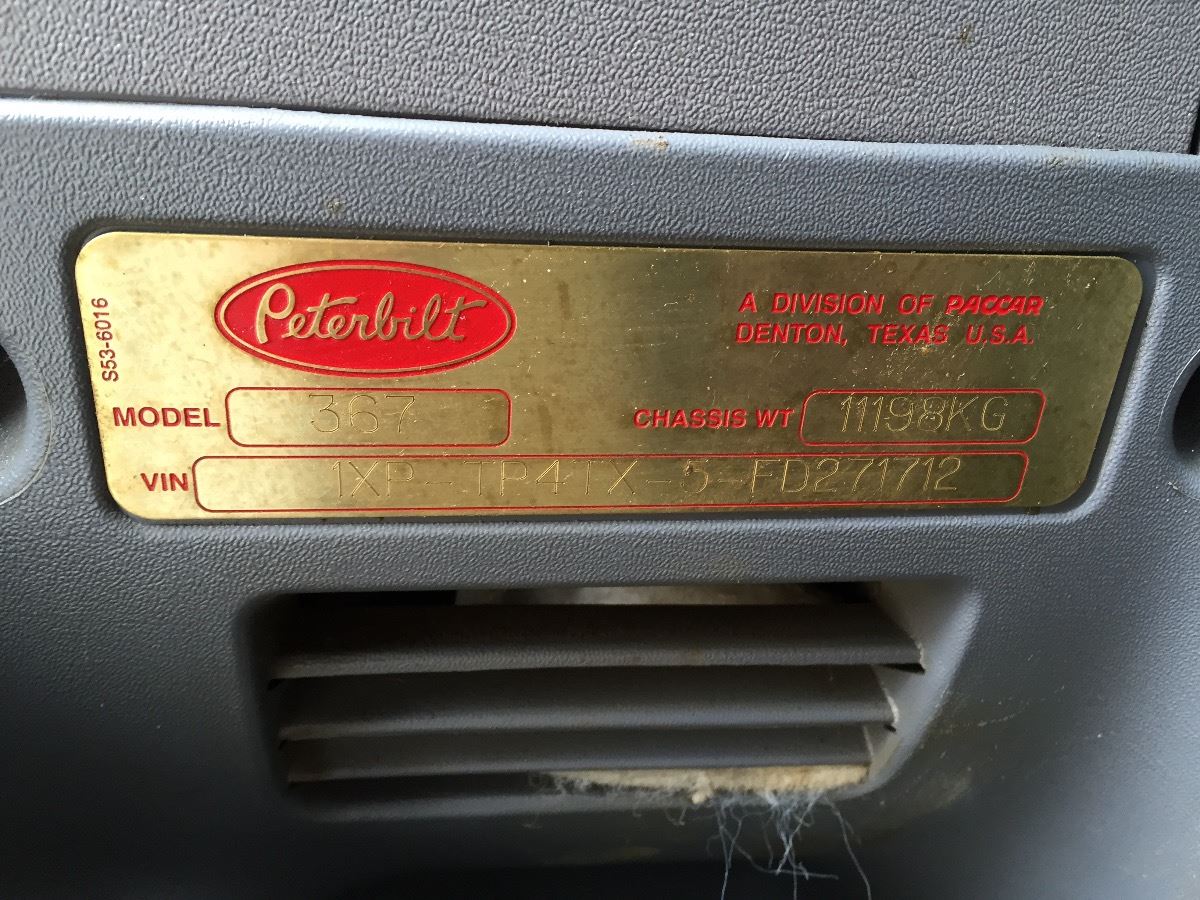 S53-6016
Peterbilt
A DIVISION OF PACCAR
DENTON, TEXAS U.S.A.
MODEL 367
CHASSIS WT 11198KG
VIN 1XP-TP4TX-5-FD271712